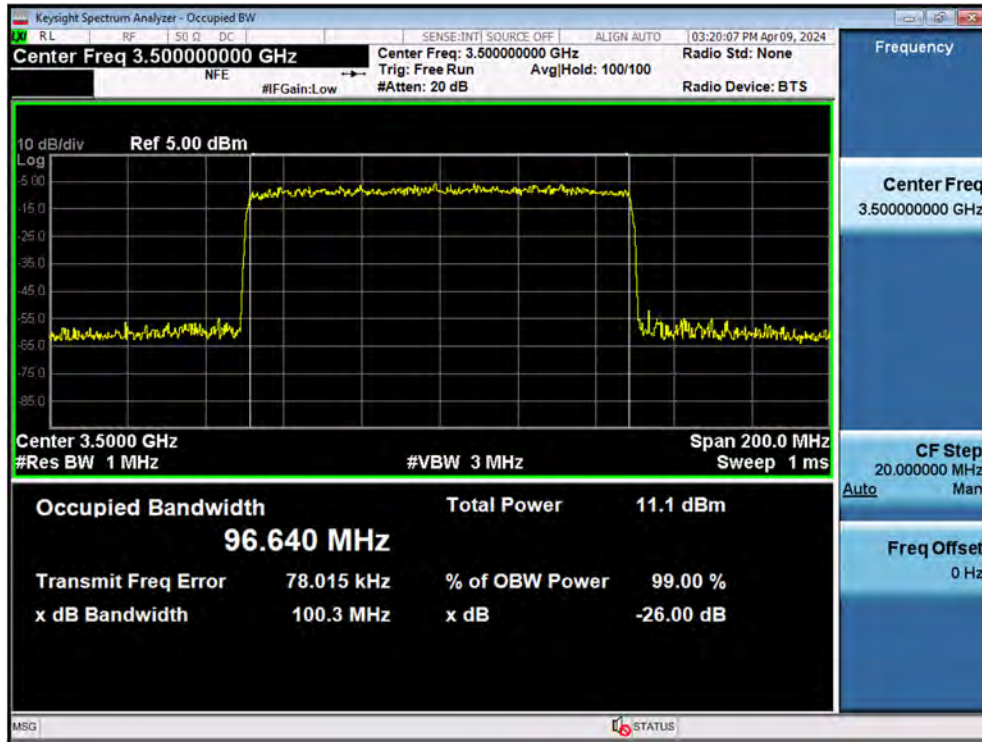 Keysight Spectrum Analyzer - Occupied BW
LXI RL RF 50 Ω DC SENSE:INT SOURCE OFF ALIGN AUTO 03:20:07 PM Apr 09, 2024
Center Freq 3.500000000 GHz
NFE
#IFGain:Low
Center Freq: 3.500000000 GHz
Trig: Free Run Avg|Hold: 100/100
#Atten: 20 dB
Radio Std: None
Radio Device: BTS
10 dB/div Ref 5.00 dBm
Log
-5.00
-15.0
-25.0
-35.0
-45.0
-55.0
-65.0
-75.0
-85.0
Center 3.5000 GHz Span 200.0 MHz
#Res BW 1 MHz #VBW 3 MHz Sweep 1 ms
Occupied Bandwidth Total Power 11.1 dBm
96.640 MHz
Transmit Freq Error 78.015 kHz % of OBW Power 99.00 %
x dB Bandwidth 100.3 MHz x dB -26.00 dB
MSG STATUS
Frequency
Center Freq
3.500000000 GHz
CF Step
20.000000 MHz
Auto Man
Freq Offset
0 Hz